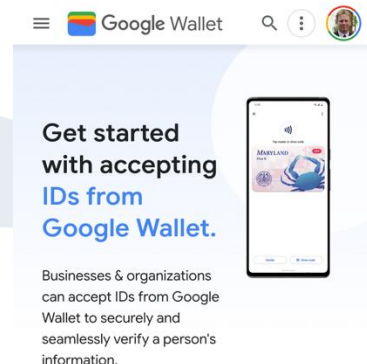 Google Wallet
Get started
with accepting
IDs from
Google Wallet.
Businesses & organizations
can accept IDs from Google
Wallet to securely and
seamlessly verify a person's
information.
MARYLAND